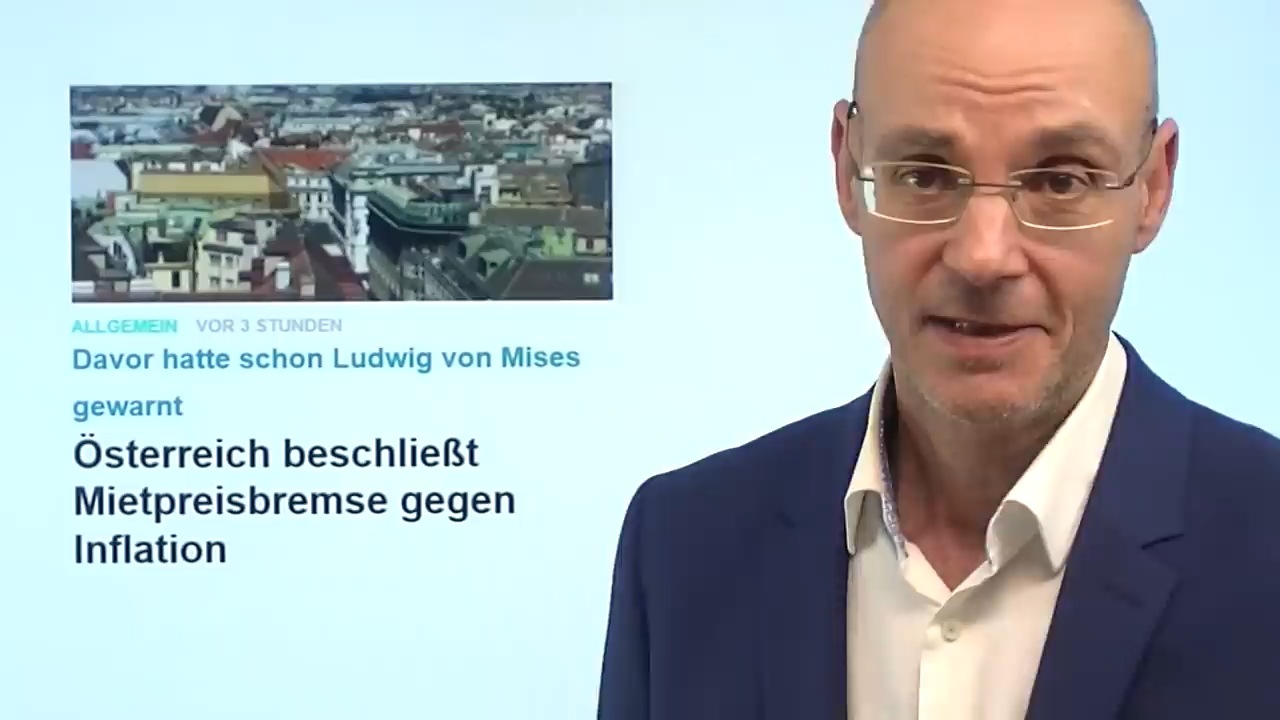 ALLGEMEIN VOR 3 STUNDEN
Davor hatte schon Ludwig von Mises
gewarnt
Österreich beschließt
Mietpreisbremse gegen
Inflation